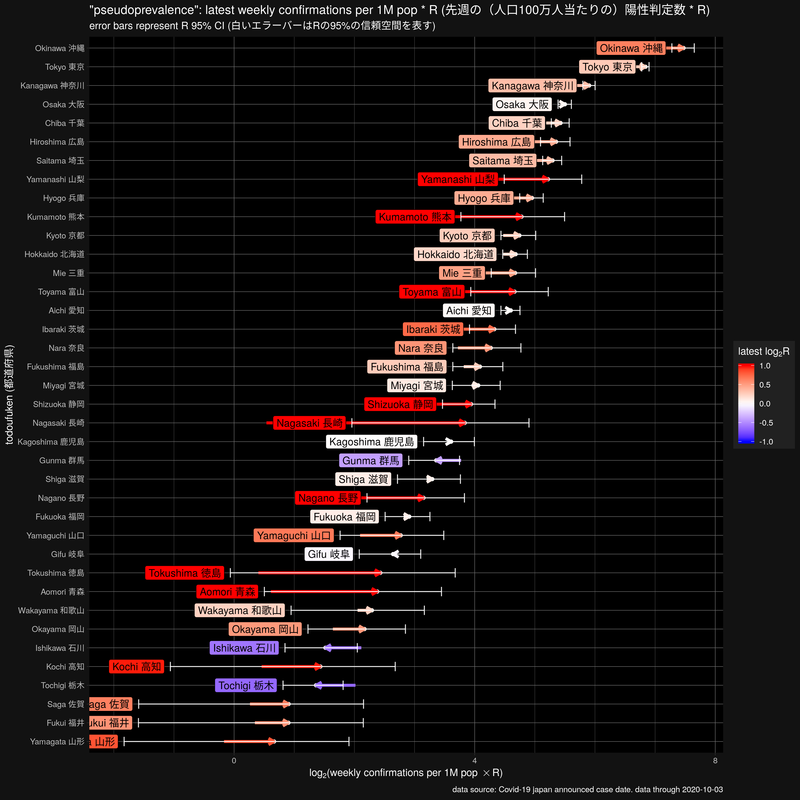 "pseudoprevalence": latest weekly confirmations per 1M pop * R (先週の（人口100万人当たりの）陽性判定数 * R)
error bars represent R 95% CI (白いエラーバーはRの95%の信頼空間を表す)
todoufuken (都道府県)
Okinawa 沖縄 Okinawa 沖縄
Tokyo 東京 Tokyo 東京
Kanagawa 神奈川 Kanagawa 神奈川
Osaka 大阪 Osaka 大阪
Chiba 千葉 Chiba 千葉
Hiroshima 広島 Hiroshima 広島
Saitama 埼玉 Saitama 埼玉
Yamanashi 山梨 Yamanashi 山梨
Hyogo 兵庫 Hyogo 兵庫
Kumamoto 熊本 Kumamoto 熊本
Kyoto 京都 Kyoto 京都
Hokkaido 北海道 Hokkaido 北海道
Mie 三重 Mie 三重
Toyama 富山 Toyama 富山
Aichi 愛知 Aichi 愛知
Ibaraki 茨城 Ibaraki 茨城
Nara 奈良 Nara 奈良
Fukushima 福島 Fukushima 福島
Miyagi 宮城 Miyagi 宮城
Shizuoka 静岡 Shizuoka 静岡
Nagasaki 長崎 Nagasaki 長崎
Kagoshima 鹿児島 Kagoshima 鹿児島
Gunma 群馬 Gunma 群馬
Shiga 滋賀 Shiga 滋賀
Nagano 長野 Nagano 長野
Fukuoka 福岡 Fukuoka 福岡
Yamaguchi 山口 Yamaguchi 山口
Gifu 岐阜 Gifu 岐阜
Tokushima 徳島 Tokushima 徳島
Aomori 青森 Aomori 青森
Wakayama 和歌山 Wakayama 和歌山
Okayama 岡山 Okayama 岡山
Ishikawa 石川 Ishikawa 石川
Kochi 高知 Kochi 高知
Tochigi 栃木 Tochigi 栃木
Saga 佐賀 aga 佐賀
Fukui 福井 ukui 福井
Yamagata 山形 a 山形
0 4 8
log2(weekly confirmations per 1M pop × R)
latest log2R
1.0
0.5
0.0
-0.5
-1.0
data source: Covid-19 japan announced case date. data through 2020-10-03